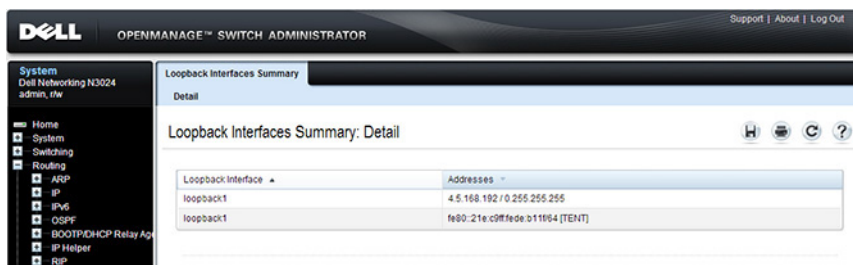 DELL OPENMANAGE™ SWITCH ADMINISTRATOR
Support | About | Log Out
System
Dell Networking N3024
admin, r/w
Home
System
Switching
Routing
ARP
IP
IPv6
OSPF
BOOTP/DHCP Relay Age
IP Helper
RIP
Loopback Interfaces Summary
Detail
Loopback Interfaces Summary: Detail
Loopback Interface Addresses
loopback1 4.5.168.192 / 0.255.255.255
loopback1 fe80::21e:c9ff:fede:b11f/64 [TENT]